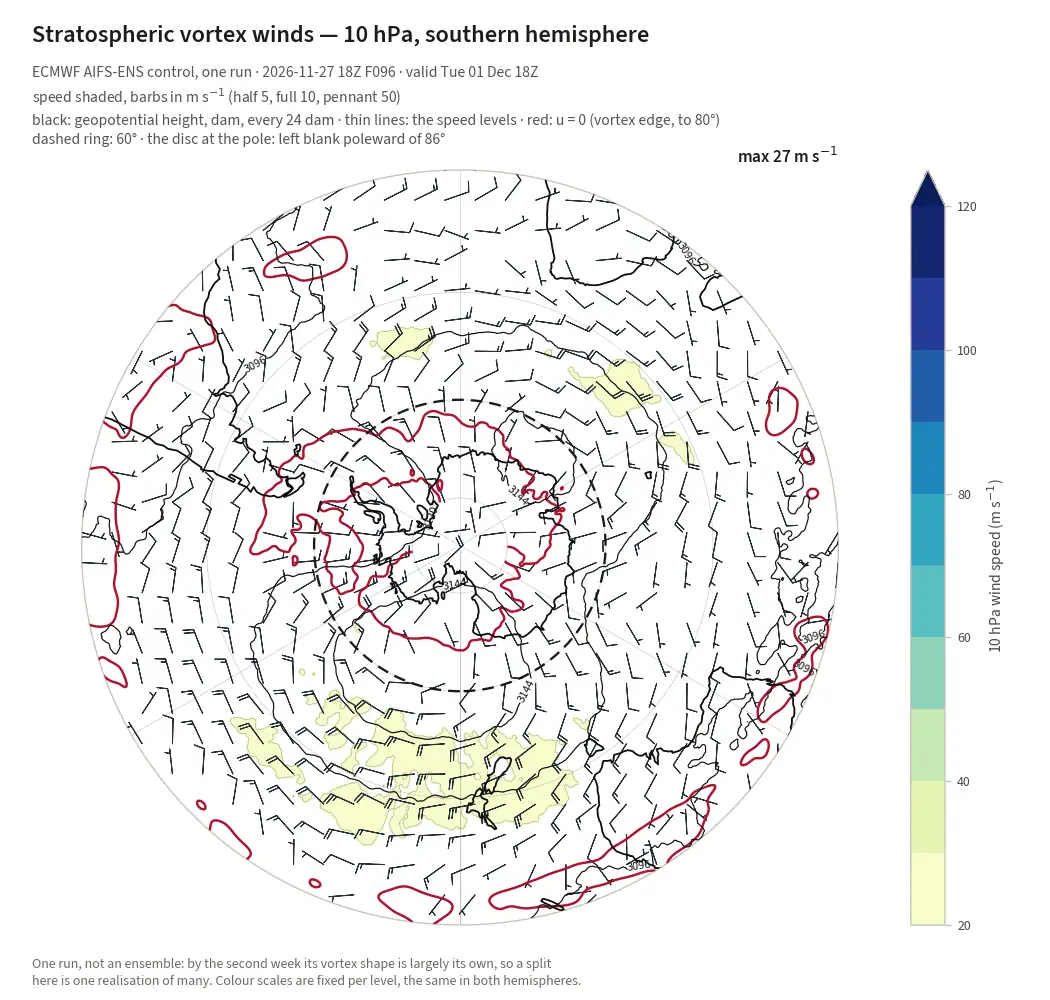 Stratospheric vortex winds — 10 hPa, southern hemisphere
ECMWF AIFS-ENS control, one run · 2026-11-27 18Z F096 · valid Tue 01 Dec 18Z
speed shaded, barbs in m s⁻¹ (half 5, full 10, pennant 50)
black: geopotential height, dam, every 24 dam · thin lines: the speed levels · red: u = 0 (vortex edge, to 80°)
dashed ring: 60° · the disc at the pole: left blank poleward of 86°
max 27 m s⁻¹
120
100
80
60
40
20
10 hPa wind speed (m s⁻¹)
3096
3096
3144
3144
3096
3096
3144
3096
One run, not an ensemble: by the second week its vortex shape is largely its own, so a split
here is one realisation of many. Colour scales are fixed per level, the same in both hemispheres.